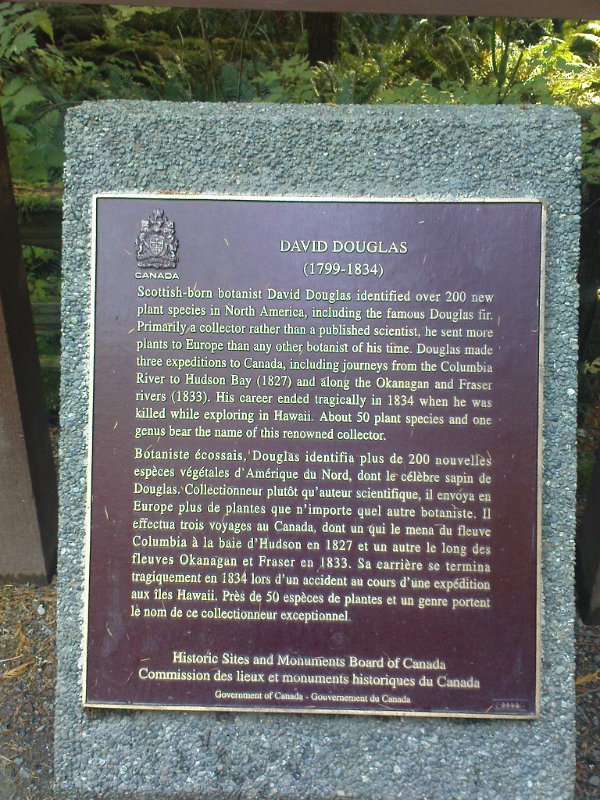 CANADA
DAVID DOUGLAS
(1799-1834)
Scottish-born botanist David Douglas identified over 200 new
plant species in North America, including the famous Douglas fir.
Primarily a collector rather than a published scientist, he sent more
plants to Europe than any other botanist of his time. Douglas made
three expeditions to Canada, including journeys from the Columbia
River to Hudson Bay (1827) and along the Okanagan and Fraser
rivers (1833). His career ended tragically in 1834 when he was
killed while exploring in Hawaii. About 50 plant species and one
genus bear the name of this renowned collector.
Botaniste écossais, Douglas identifia plus de 200 nouvelles
espèces végétales d'Amérique du Nord, dont le célèbre sapin de
Douglas. Collectionneur plutôt qu'auteur scientifique, il envoya en
Europe plus de plantes que n'importe quel autre botaniste. Il
effectua trois voyages au Canada, dont un qui le mena du fleuve
Columbia à la baie d'Hudson en 1827 et un autre le long des
fleuves Okanagan et Fraser en 1833. Sa carrière se termina
tragiquement en 1834 lors d'un accident au cours d'une expédition
aux îles Hawaii. Près de 50 espèces de plantes et un genre portent
le nom de ce collectionneur exceptionnel.
Historic Sites and Monuments Board of Canada
Commission des lieux et monuments historiques du Canada
Government of Canada - Gouvernement du Canada